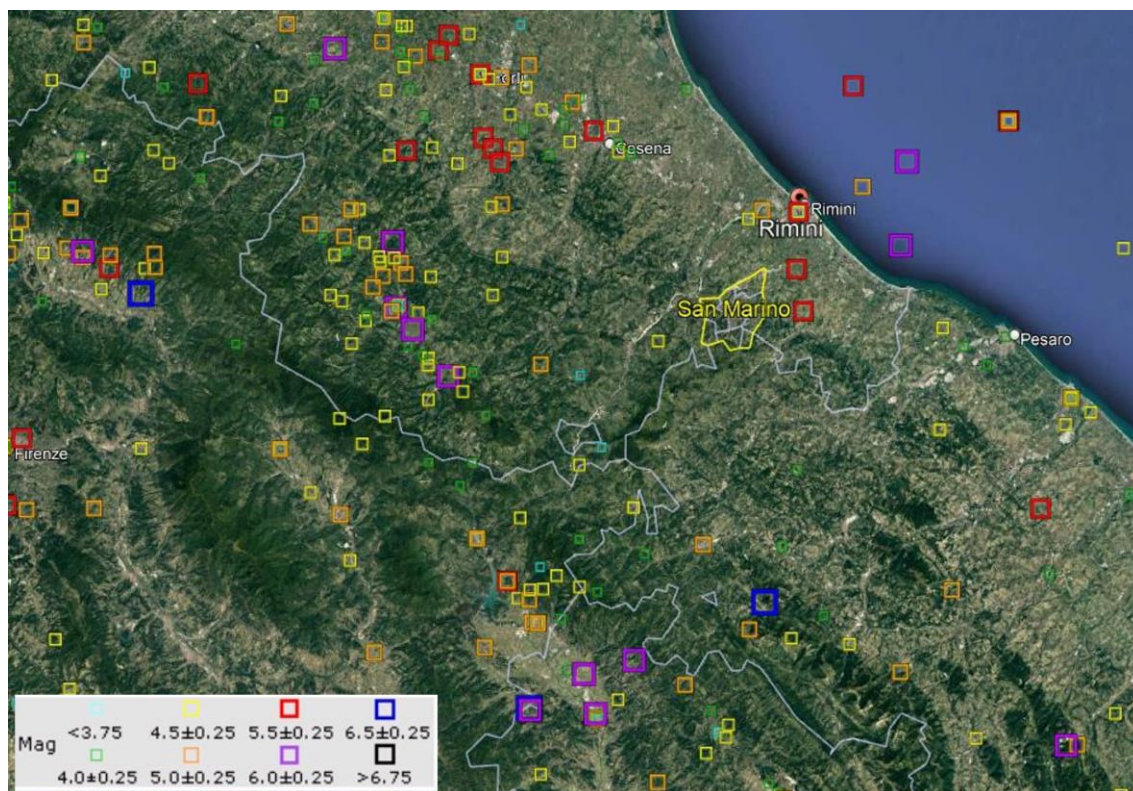 Forlì
Cesena
Rimini
Rimini
San Marino
Pesaro
Firenze
Mag
<3.75
4.5±0.25
5.5±0.25
6.5±0.25
4.0±0.25
5.0±0.25
6.0±0.25
>6.75